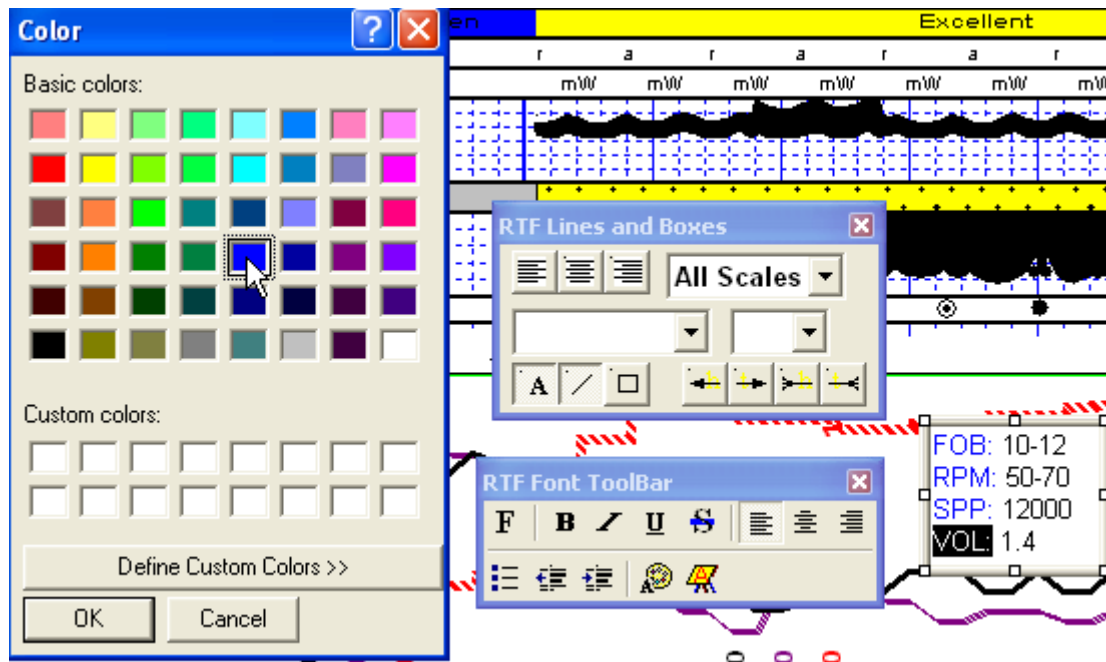 Color
Basic colors:
Custom colors:
Define Custom Colors >>
OK
Cancel
en
Excellent
r a r a r a r
mW mW mW mW mW mW
RTF Lines and Boxes
All Scales
A
RTF Font ToolBar
F B I U S
FOB: 10-12
RPM: 50-70
SPP: 12000
VOL: 1.4